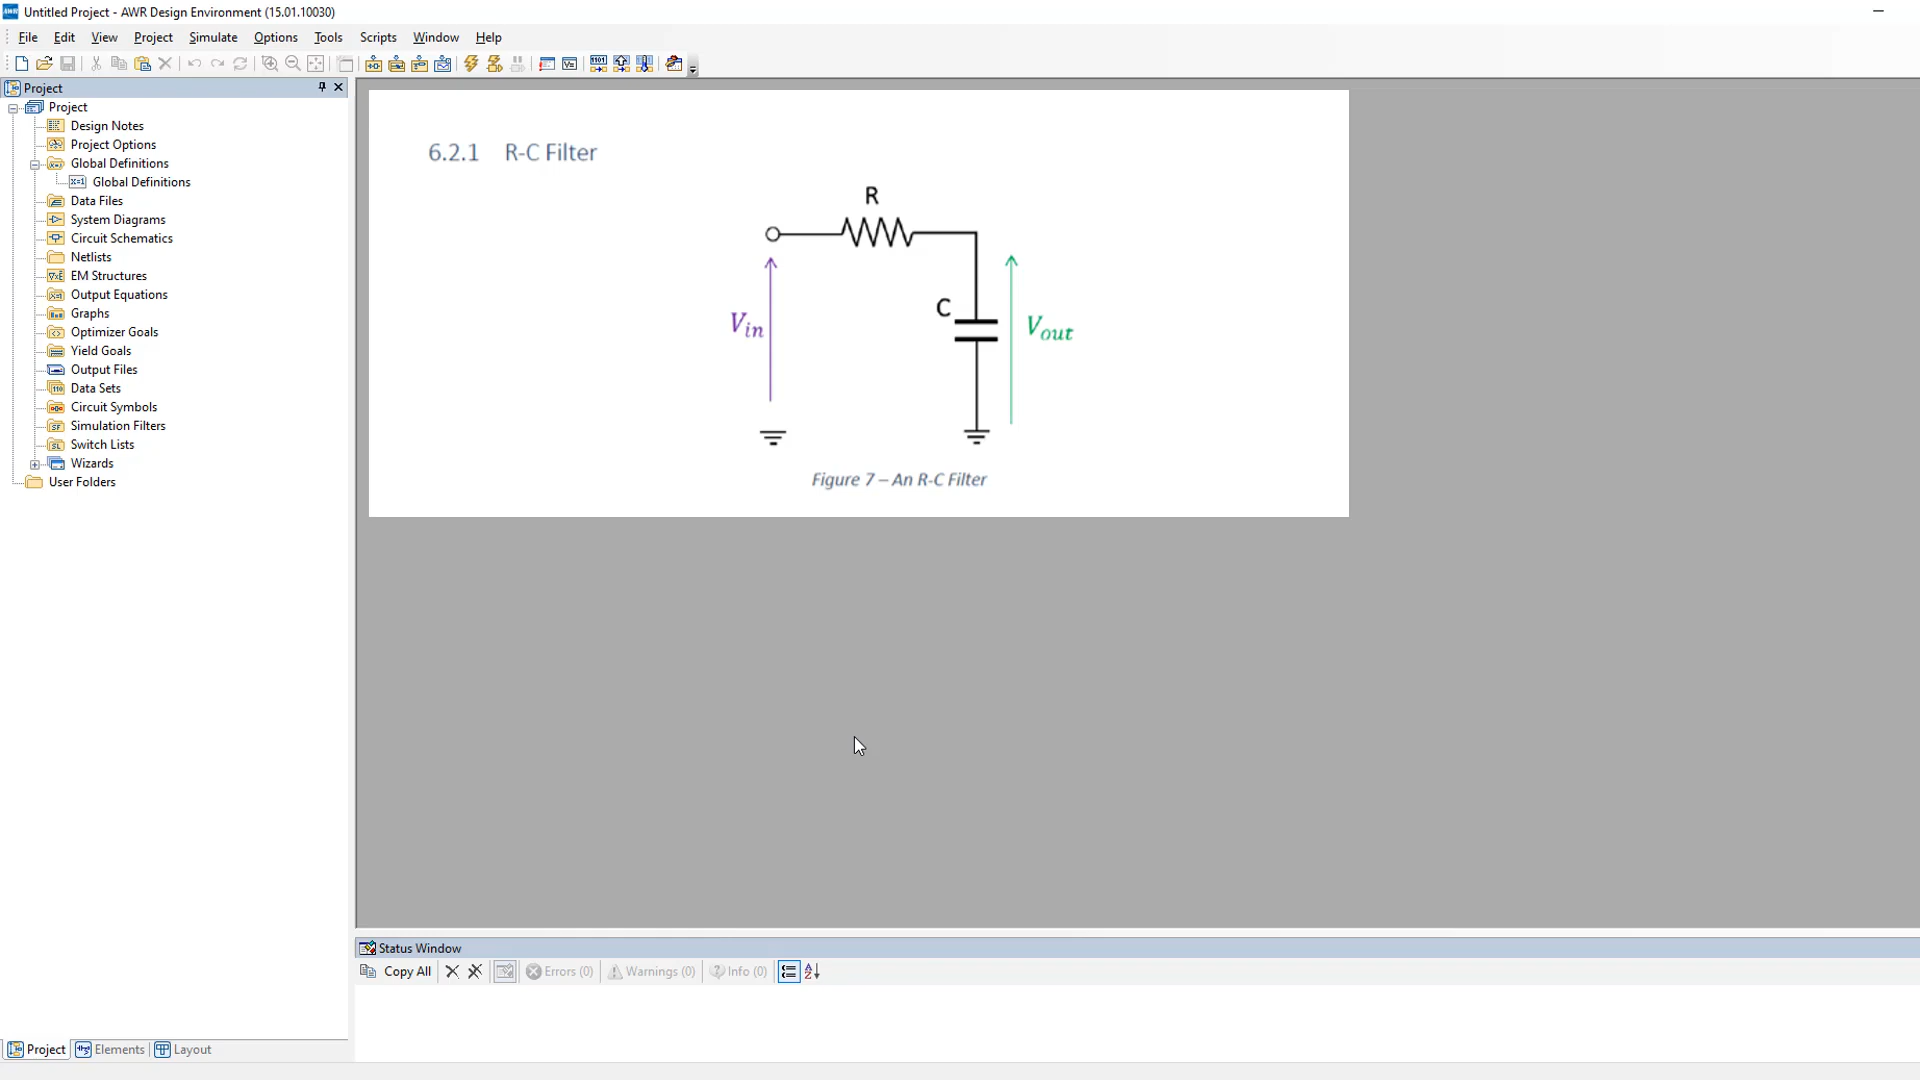 Untitled Project - AWR Design Environment (15.01.10030)
File Edit View Project Simulate Options Tools Scripts Window Help
Project
Project
Design Notes
Project Options
Global Definitions
Global Definitions
Data Files
System Diagrams
Circuit Schematics
Netlists
EM Structures
Output Equations
Graphs
Optimizer Goals
Yield Goals
Output Files
Data Sets
Circuit Symbols
Simulation Filters
Switch Lists
Wizards
User Folders
6.2.1 R-C Filter
R
C
Vin
Vout
Figure 7 – An R-C Filter
Status Window
Copy All Errors (0) Warnings (0) Info (0)
Project Elements Layout